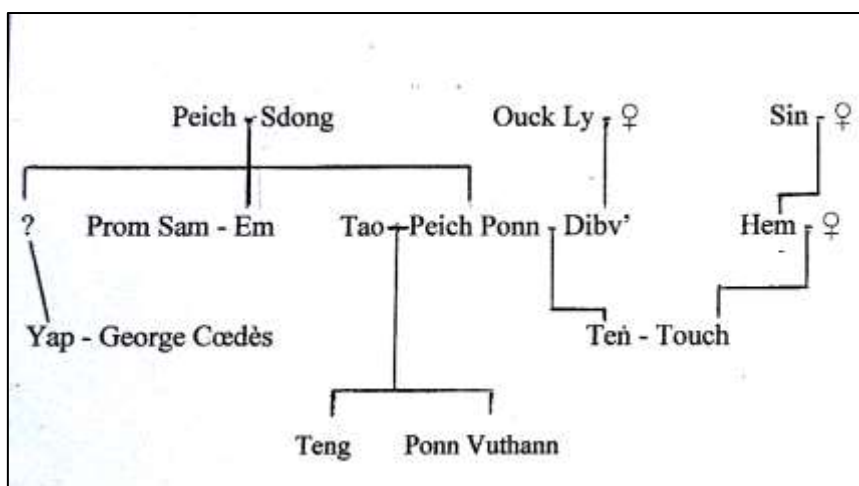 Peich - Sdong Ouck Ly - ♀ Sin - ♀
? Prom Sam - Em Tao - Peich Ponn - Dibv' Hem - ♀
Yap - George Cœdès Teṅ - Touch
Teng Ponn Vuthann